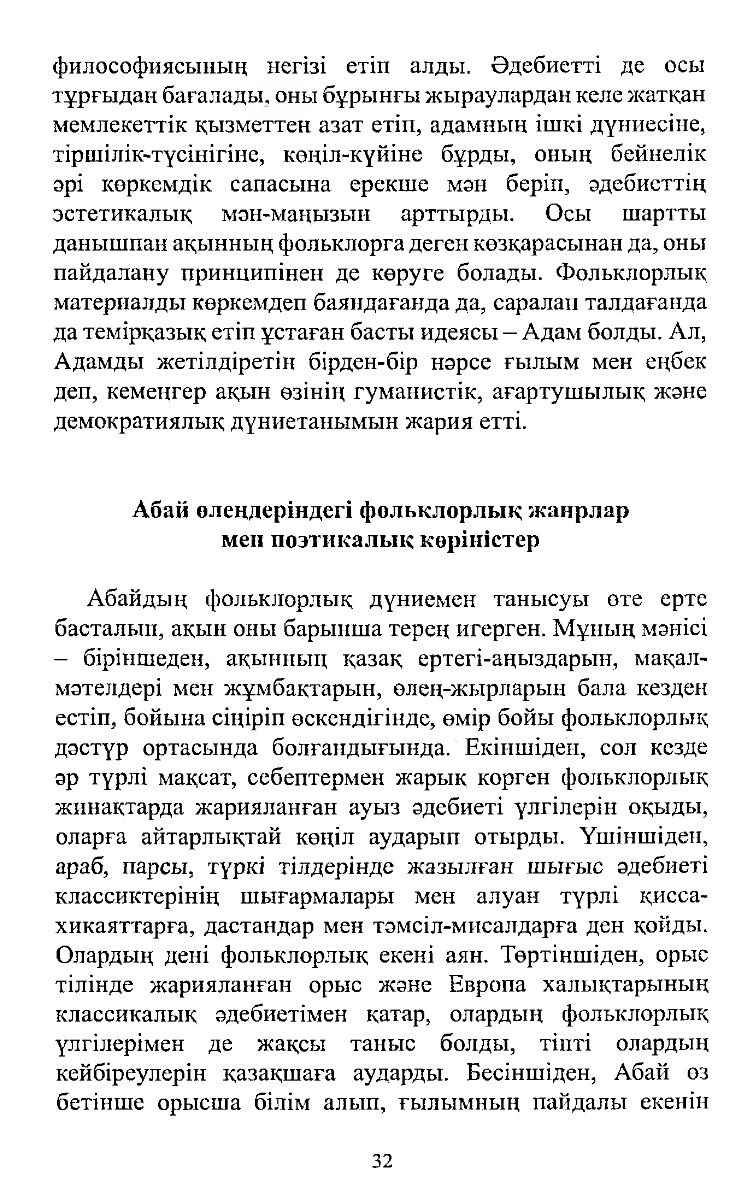 философиясының негізі етіп алды. Әдебиетті де осы
тұрғыдан бағалады, оны бұрынғы жыраулардан келе жатқан
мемлекеттік қызметтен азат етіп, адамның ішкі дүниесіне,
тіршілік-түсінігіне, көңіл-күйіне бұрды, оның бейнелік
әрі көркемдік сапасына ерекше мән беріп, әдебиеттің
эстетикалық мән-маңызын арттырды. Осы шартты
данышпан ақынның фольклорға деген көзқарасынан да, оны
пайдалану принципінен де көруге болады. Фольклорлық
материалды көркемдеп баяндағанда да, саралап талдағанда
да темірқазық етіп ұстаған басты идеясы – Адам болды. Ал,
Адамды жетілдіретін бірден-бір нәрсе ғылым мен еңбек
деп, кемеңгер ақын өзінің гуманистік, ағартушылық және
демократиялық дүниетанымын жария етті.
Абай өлеңдеріндегі фольклорлық жанрлар
мен поэтикалық көріністер
Абайдың фольклорлық дүниемен танысуы өте ерте
басталып, ақын оны барынша терең игерген. Мұның мәнісі
– біріншеден, ақынның қазақ ертегі-аңыздарын, мақал-
мәтелдері мен жұмбақтарын, өлең-жырларын бала кезден
естіп, бойына сіңіріп өскендігінде, өмір бойы фольклорлық
дәстүр ортасында болғандығында. Екіншіден, сол кезде
әр түрлі мақсат, себептермен жарық корген фольклорлық
жинақтарда жарияланған ауыз әдебиеті үлгілерін оқыды,
оларға айтарлықтай көңіл аударып отырды. Үшіншіден,
араб, парсы, түркі тілдерінде жазылған шығыс әдебиеті
классиктерінің шығармалары мен алуан түрлі қисса-
хикаяттарға, дастандар мен тәмсіл-мисалдарға ден қойды.
Олардың дені фольклорлық екені аян. Төртіншіден, орыс
тілінде жарияланған орыс және Европа халықтарының
классикалық әдебиетімен қатар, олардың фольклорлық
үлгілерімен де жақсы таныс болды, тіпті олардың
кейбіреулерін қазақшаға аударды. Бесіншіден, Абай өз
бетінше орысша білім алып, ғылымның пайдалы екенін
32